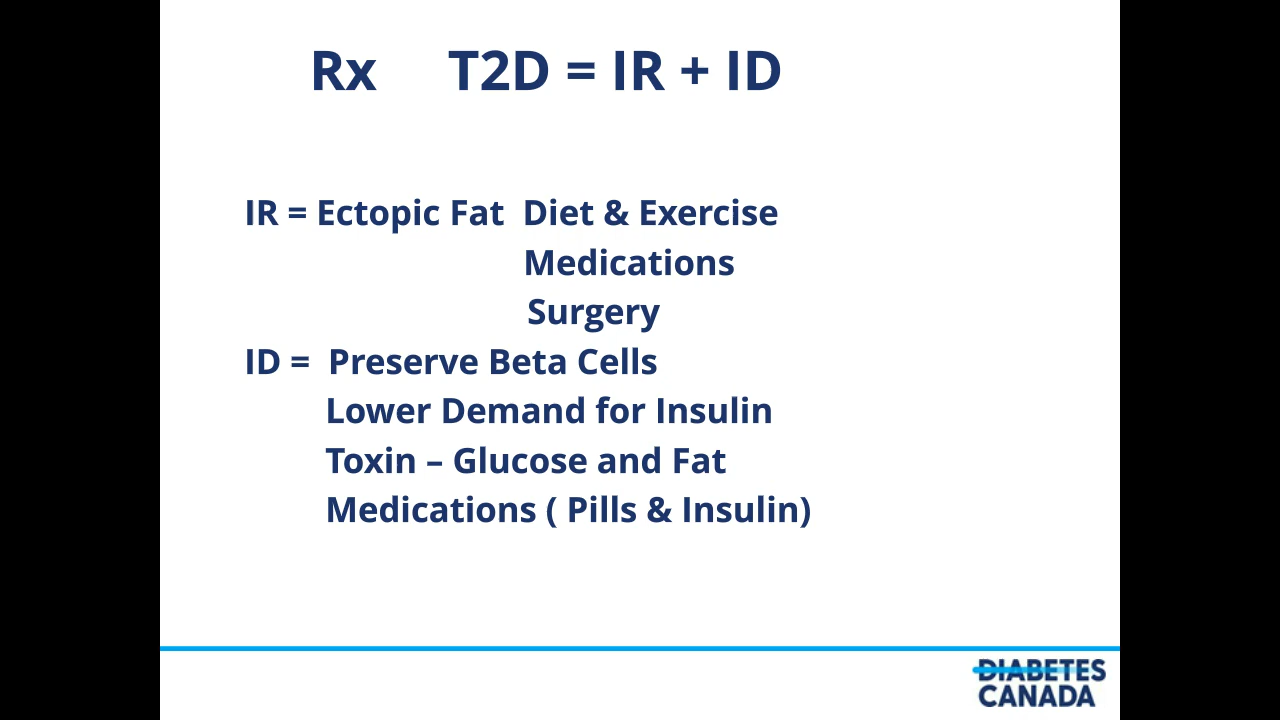 Rx T2D = IR + ID
IR = Ectopic Fat Diet & Exercise
Medications
Surgery
ID = Preserve Beta Cells
Lower Demand for Insulin
Toxin – Glucose and Fat
Medications ( Pills & Insulin)
DIABETES
CANADA